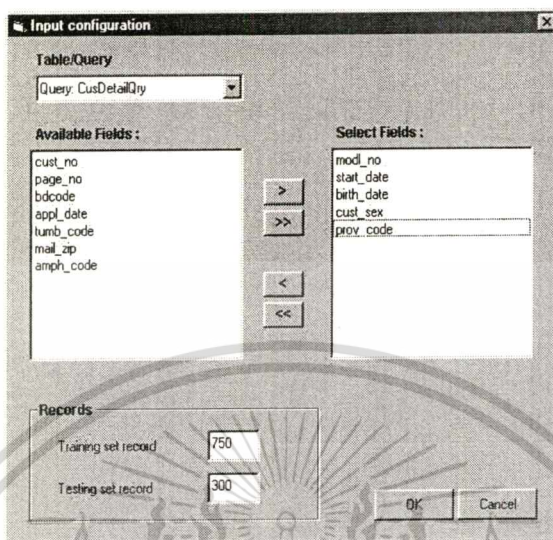 Input configuration
Table/Query
Query: CusDetailQry
Available Fields :
cust_no
page_no
bdcode
appl_date
tumb_code
mail_zip
amph_code
>
>>
<
<<
Select Fields :
modl_no
start_date
birth_date
cust_sex
prov_code
Records
Training set record
750
Testing set record
300
OK
Cancel